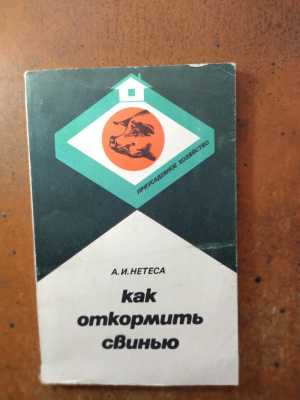 ПРИУСАДЕБНОЕ ХОЗЯЙСТВО
А.И.НЕТЕСА
как
откормить
свинью